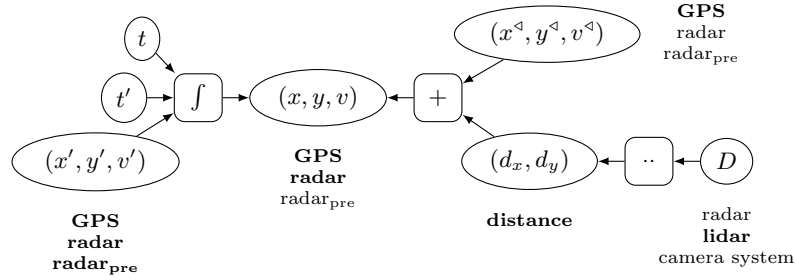 t
t′
(x′, y′, v′)
GPS
radar
radar_pre
∫
(x, y, v)
GPS
radar
radar_pre
+
(x◁, y◁, v◁)
GPS
radar
radar_pre
(d_x, d_y)
distance
··
D
radar
lidar
camera system